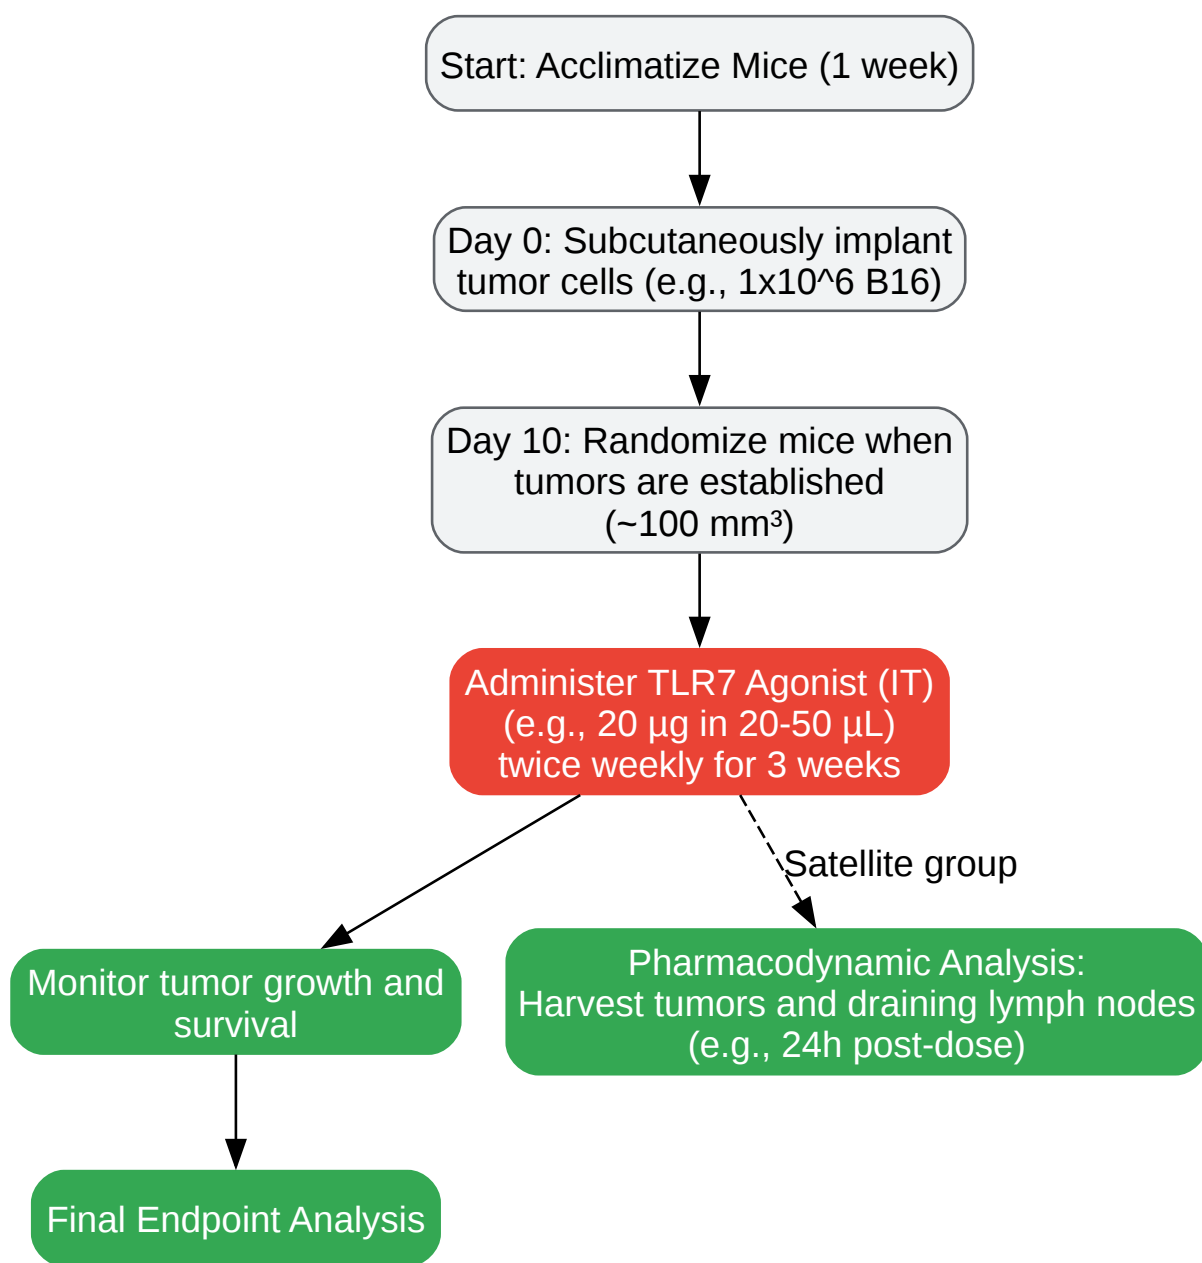 Start: Acclimatize Mice (1 week)
Day 0: Subcutaneously implant
tumor cells (e.g., 1x10^6 B16)
Day 10: Randomize mice when
tumors are established
(~100 mm³)
Administer TLR7 Agonist (IT)
(e.g., 20 µg in 20-50 µL)
twice weekly for 3 weeks
Satellite group
Monitor tumor growth and
survival
Pharmacodynamic Analysis:
Harvest tumors and draining lymph nodes
(e.g., 24h post-dose)
Final Endpoint Analysis